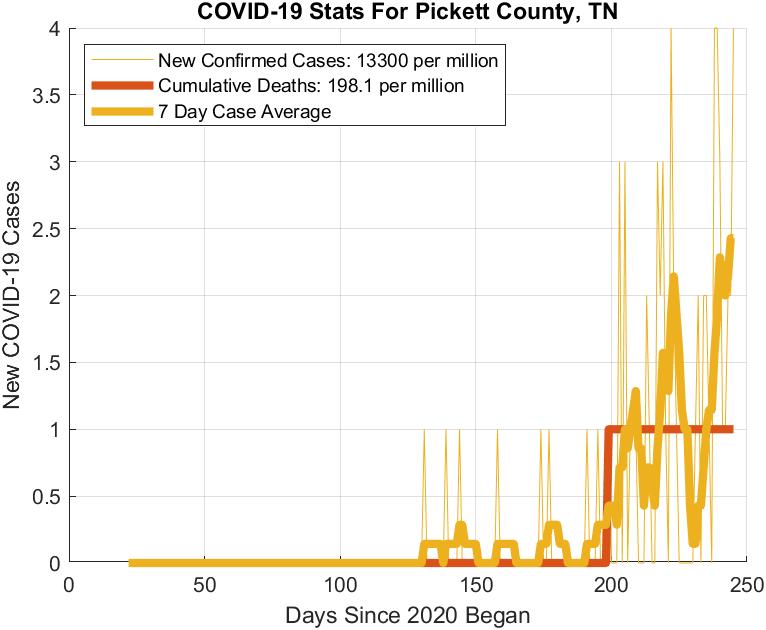 COVID-19 Stats For Pickett County, TN
New Confirmed Cases: 13300 per million
Cumulative Deaths: 198.1 per million
7 Day Case Average
New COVID-19 Cases
4
3.5
3
2.5
2
1.5
1
0.5
0
0 50 100 150 200 250
Days Since 2020 Began